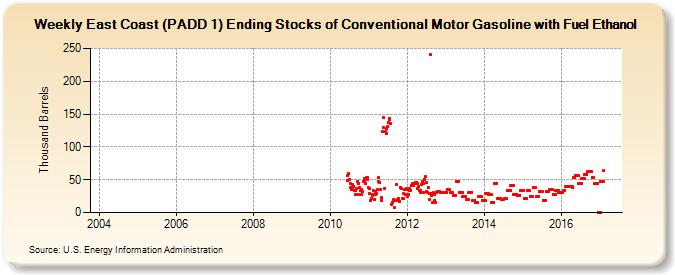 Weekly East Coast (PADD 1) Ending Stocks of Conventional Motor Gasoline with Fuel Ethanol
Thousand Barrels
250
200
150
100
50
0
2004 2006 2008 2010 2012 2014 2016
Source: U.S. Energy Information Administration